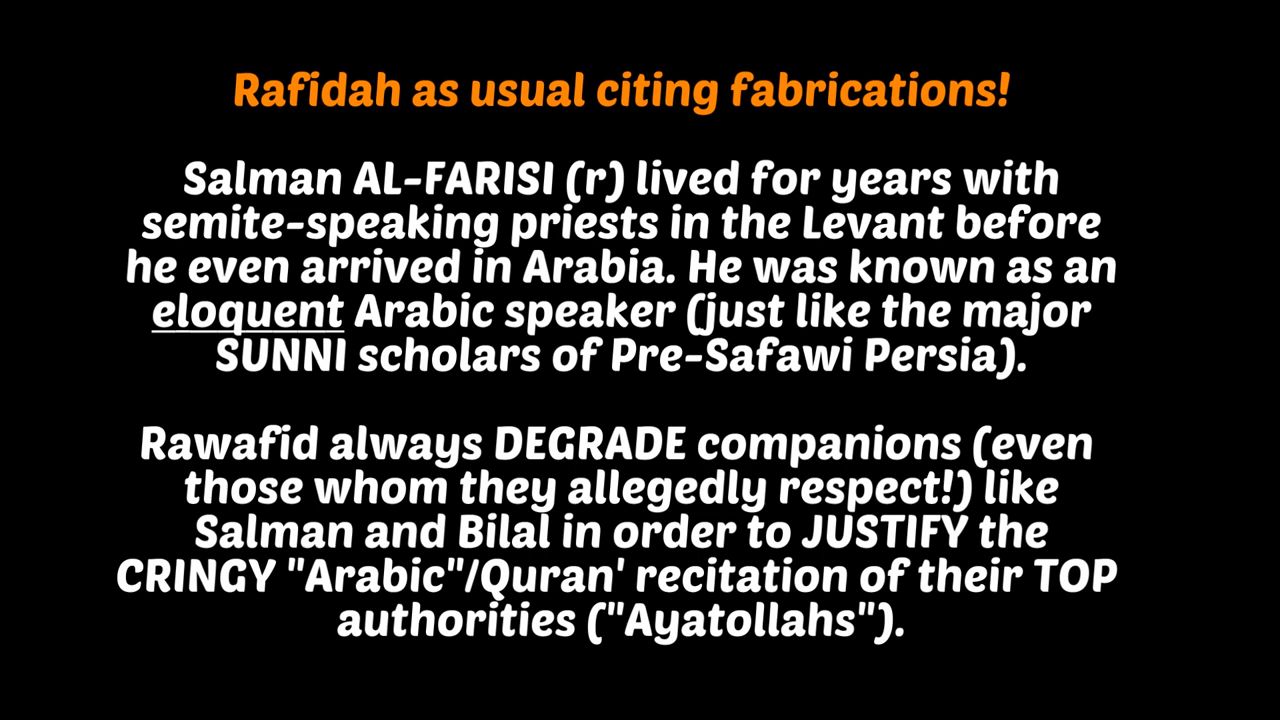 Rafidah as usual citing fabrications!
Salman AL-FARISI (r) lived for years with
semite-speaking priests in the Levant before
he even arrived in Arabia. He was known as an
eloquent Arabic speaker (just like the major
SUNNI scholars of Pre-Safawi Persia).
Rawafid always DEGRADE companions (even
those whom they allegedly respect!) like
Salman and Bilal in order to JUSTIFY the
CRINGY "Arabic"/Quran' recitation of their TOP
authorities ("Ayatollahs").